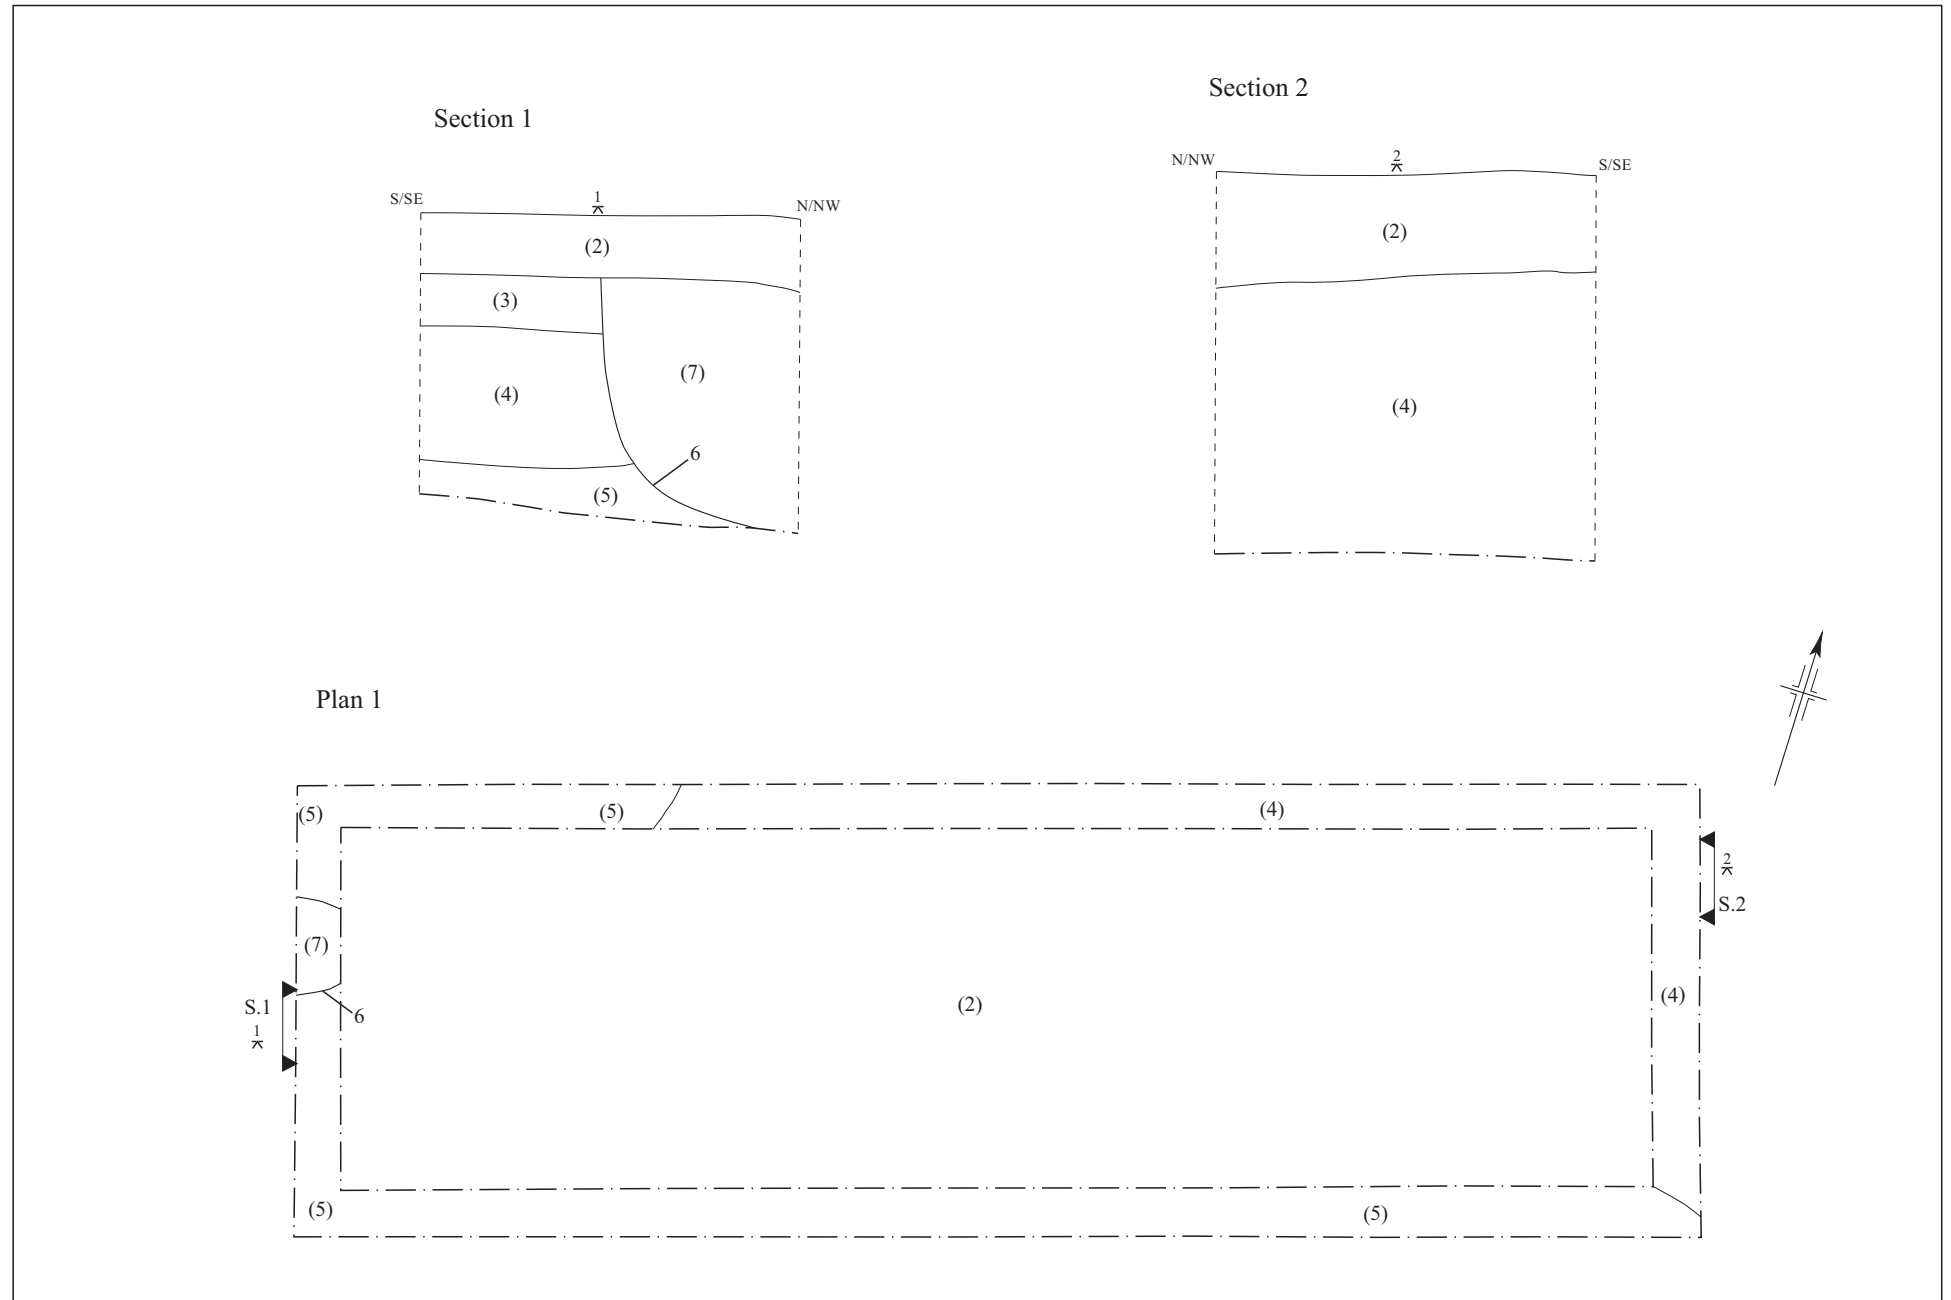 Section 1
S/SE
1
N/NW
(2)
(3)
(4)
(7)
6
(5)
Section 2
N/NW
2
S/SE
(2)
(4)
Plan 1
(5)
(5)
(4)
2
S.2
(7)
S.1
1
6
(2)
(4)
(5)
(5)